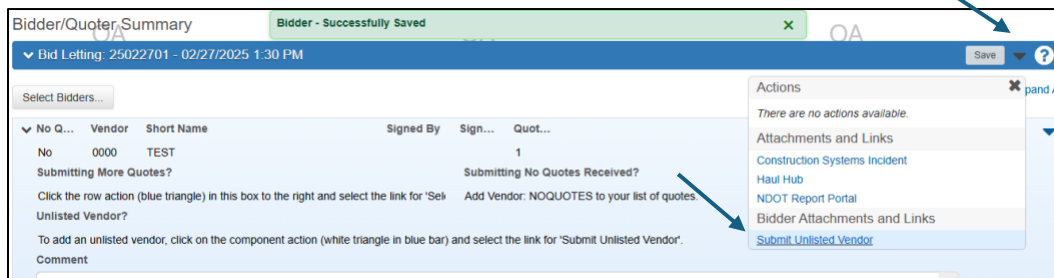 Bidder/Quoter Summary
Bidder - Successfully Saved
×
OA
OA
OA
Bid Letting: 25022701 - 02/27/2025 1:30 PM
Save
?
Select Bidders...
Actions
pand A
There are no actions available.
Attachments and Links
Construction Systems Incident
Haul Hub
NDOT Report Portal
Bidder Attachments and Links
Submit Unlisted Vendor
No Q... Vendor Short Name Signed By Sign... Quot...
No 0000 TEST 1
Submitting More Quotes? Submitting No Quotes Received?
Click the row action (blue triangle) in this box to the right and select the link for 'Sele Add Vendor: NOQUOTES to your list of quotes.
Unlisted Vendor?
To add an unlisted vendor, click on the component action (white triangle in blue bar) and select the link for 'Submit Unlisted Vendor'.
Comment